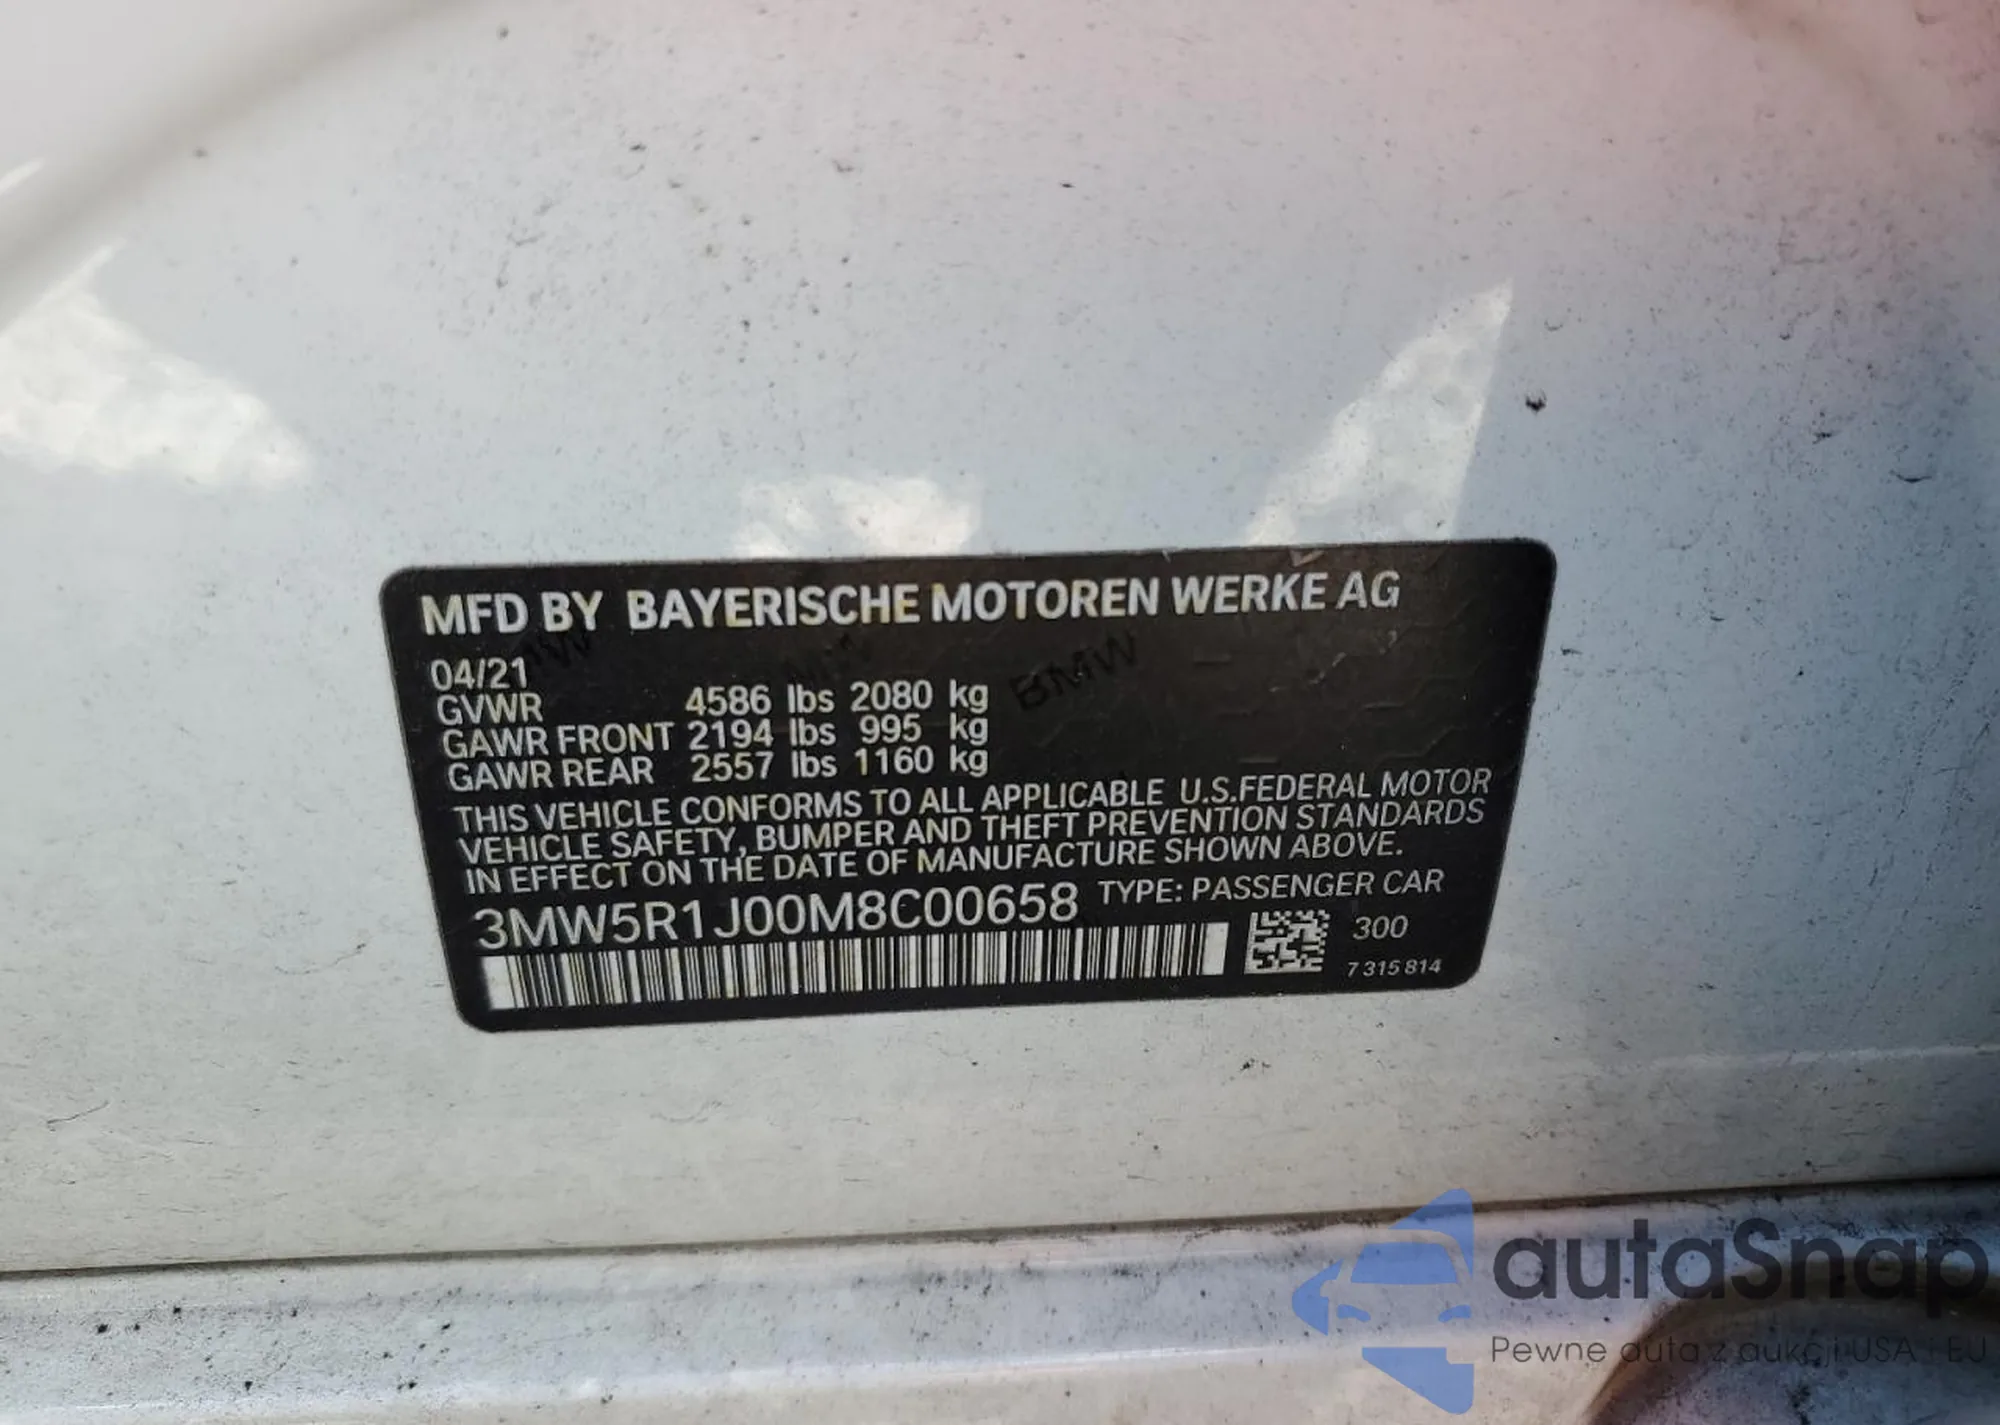 MFD BY BAYERISCHE MOTOREN WERKE AG
04/21
GVWR 4586 lbs 2080 kg
GAWR FRONT 2194 lbs 995 kg
GAWR REAR 2557 lbs 1160 kg
THIS VEHICLE CONFORMS TO ALL APPLICABLE U.S.FEDERAL MOTOR
VEHICLE SAFETY, BUMPER AND THEFT PREVENTION STANDARDS
IN EFFECT ON THE DATE OF MANUFACTURE SHOWN ABOVE.
3MW5R1J00M8C00658 TYPE: PASSENGER CAR
300
7 315 814
BMW
autaSnap
Pewne auta z aukcji USA i EU